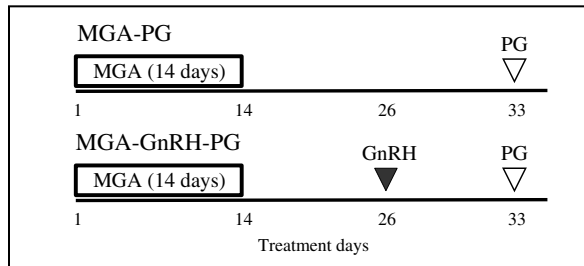 MGA-PG
PG
MGA (14 days)
1 14 26 33
MGA-GnRH-PG
GnRH PG
MGA (14 days)
1 14 26 33
Treatment days